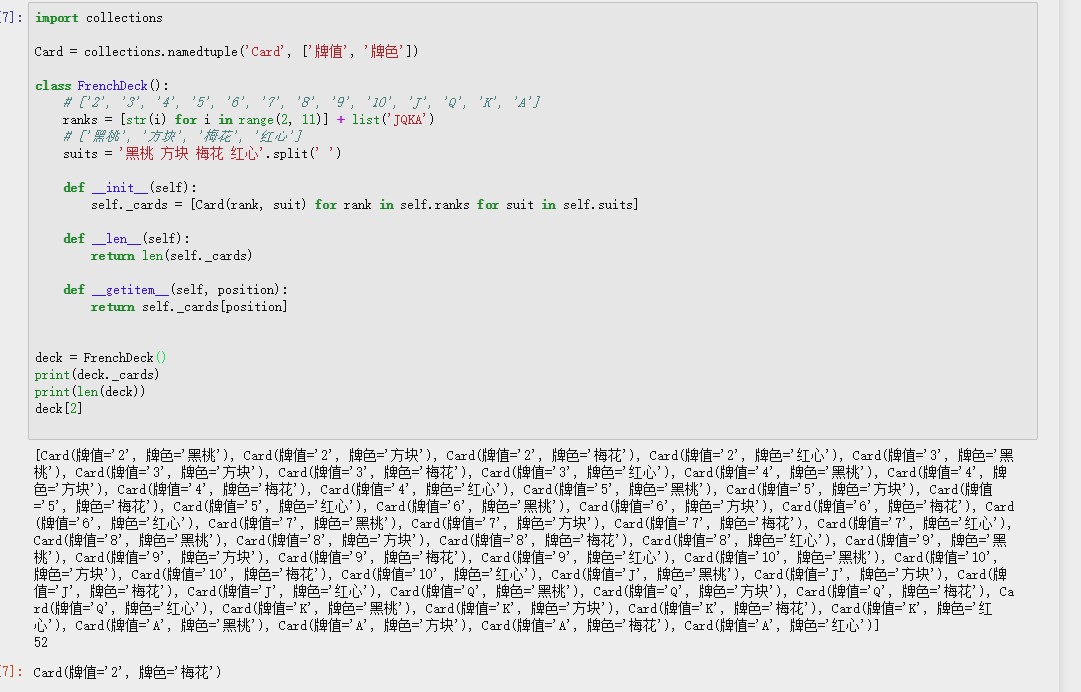 [7]: import collections
Card = collections.namedtuple('Card', ['牌值', '牌色'])
class FrenchDeck():
# ['2', '3', '4', '5', '6', '7', '8', '9', '10', 'J', 'Q', 'K', 'A']
ranks = [str(i) for i in range(2, 11)] + list('JQKA')
# ['黑桃', '方块', '梅花', '红心']
suits = '黑桃 方块 梅花 红心'.split(' ')
def __init__(self):
self._cards = [Card(rank, suit) for rank in self.ranks for suit in self.suits]
def __len__(self):
return len(self._cards)
def __getitem__(self, position):
return self._cards[position]
deck = FrenchDeck()
print(deck._cards)
print(len(deck))
deck[2]
[Card(牌值='2', 牌色='黑桃'), Card(牌值='2', 牌色='方块'), Card(牌值='2', 牌色='梅花'), Card(牌值='2', 牌色='红心'), Card(牌值='3', 牌色='黑
桃'), Card(牌值='3', 牌色='方块'), Card(牌值='3', 牌色='梅花'), Card(牌值='3', 牌色='红心'), Card(牌值='4', 牌色='黑桃'), Card(牌值='4', 牌
色='方块'), Card(牌值='4', 牌色='梅花'), Card(牌值='4', 牌色='红心'), Card(牌值='5', 牌色='黑桃'), Card(牌值='5', 牌色='方块'), Card(牌值
='5', 牌色='梅花'), Card(牌值='5', 牌色='红心'), Card(牌值='6', 牌色='黑桃'), Card(牌值='6', 牌色='方块'), Card(牌值='6', 牌色='梅花'), Card
(牌值='6', 牌色='红心'), Card(牌值='7', 牌色='黑桃'), Card(牌值='7', 牌色='方块'), Card(牌值='7', 牌色='梅花'), Card(牌值='7', 牌色='红心'),
Card(牌值='8', 牌色='黑桃'), Card(牌值='8', 牌色='方块'), Card(牌值='8', 牌色='梅花'), Card(牌值='8', 牌色='红心'), Card(牌值='9', 牌色='黑
桃'), Card(牌值='9', 牌色='方块'), Card(牌值='9', 牌色='梅花'), Card(牌值='9', 牌色='红心'), Card(牌值='10', 牌色='黑桃'), Card(牌值='10',
牌色='方块'), Card(牌值='10', 牌色='梅花'), Card(牌值='10', 牌色='红心'), Card(牌值='J', 牌色='黑桃'), Card(牌值='J', 牌色='方块'), Card(牌
值='J', 牌色='梅花'), Card(牌值='J', 牌色='红心'), Card(牌值='Q', 牌色='黑桃'), Card(牌值='Q', 牌色='方块'), Card(牌值='Q', 牌色='梅花'), Ca
rd(牌值='Q', 牌色='红心'), Card(牌值='K', 牌色='黑桃'), Card(牌值='K', 牌色='方块'), Card(牌值='K', 牌色='梅花'), Card(牌值='K', 牌色='红
心'), Card(牌值='A', 牌色='黑桃'), Card(牌值='A', 牌色='方块'), Card(牌值='A', 牌色='梅花'), Card(牌值='A', 牌色='红心')]
52
[7]: Card(牌值='2', 牌色='梅花')